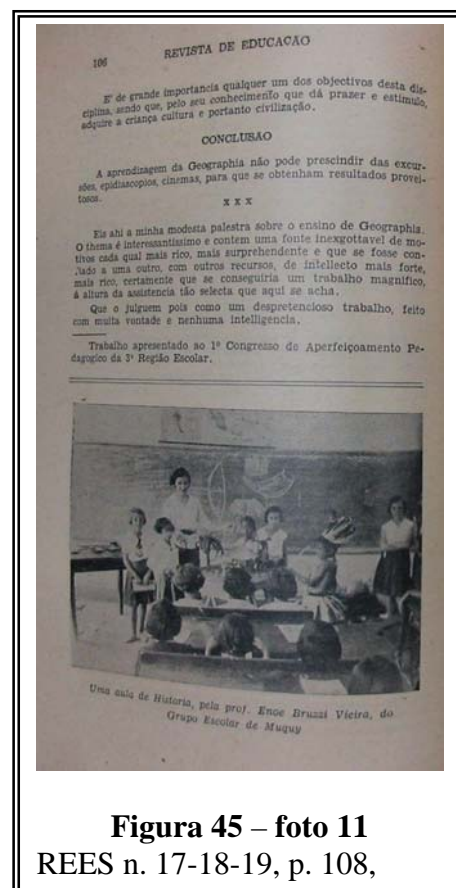 106
REVISTA DE EDUCACÃO
E' de grande importancia qualquer um dos objectivos desta dis-
ciplina, sendo que, pelo seu conhecimento que dá prazer e estimulo,
adquire a criança cultura e portanto civilização.
CONCLUSAO
A aprendizagem da Geographia não pode prescindir das excur-
sões, epidiascopios, cinemas, para que se obtenham resultados provei-
tosos.
x x x
Eis ahi a minha modesta palestra sobre o ensino de Geographia.
O thema é interessantissimo e contem uma fonte inexgottavel de mo-
tivos cada qual mais rico, mais surprehendente e que se fosse con-
fiado a uma outro, com outros recursos, de intellecto mais forte,
mais rico, certamente que se conseguiria um trabalho magnifico,
á altura da assistencia tão selecta que aqui se acha.
Que o julguem pois como um despretencioso trabalho, feito
com muita vontade e nenhuma intelligencia.
Trabalho apresentado ao 1º Congresso de Aperfeiçoamento Pe-
dagogico da 3ª Região Escolar.
Uma aula de Historia, pela prof. Enoe Bruzzi Vieira, do
Grupo Escolar de Muquy
Figura 45 – foto 11
REES n. 17-18-19, p. 108,